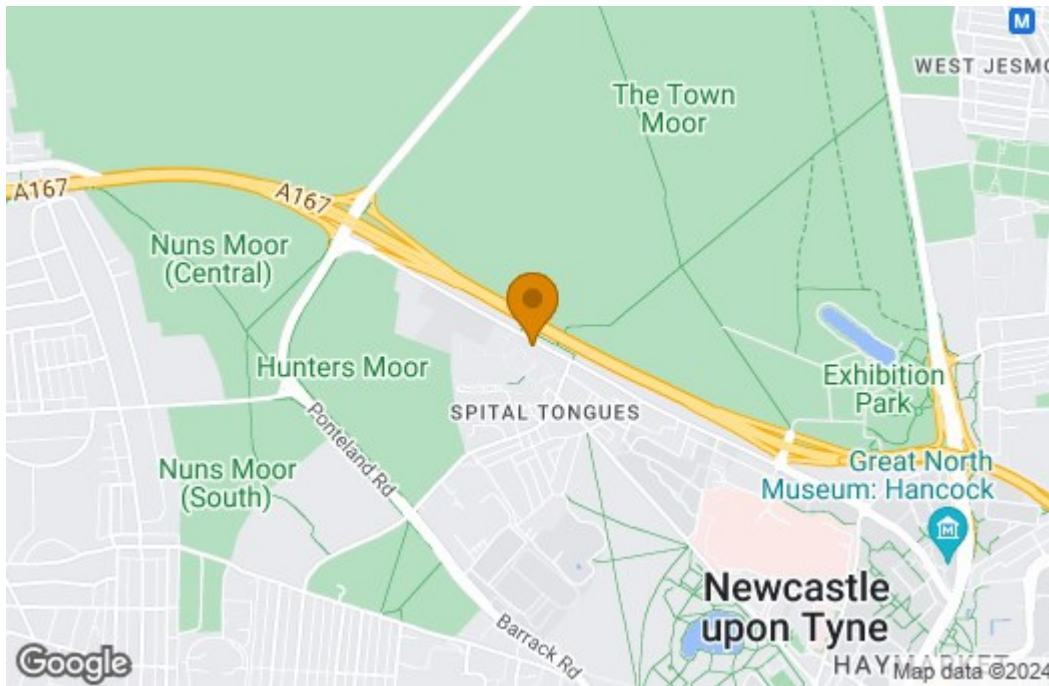 M
WEST JESMO
The Town
Moor
A167
A167
Nuns Moor
(Central)
Hunters Moor
Exhibition
Park
SPITAL TONGUES
Ponteland Rd
Nuns Moor
(South)
Great North
Museum: Hancock
M
Newcastle
upon Tyne
Barrack Rd
HAYMARKET
Google
Map data ©2024